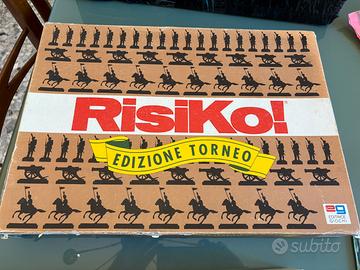 RisiKo!
EDIZIONE TORNEO
EG
EDITRICE
GIOCHI
subito